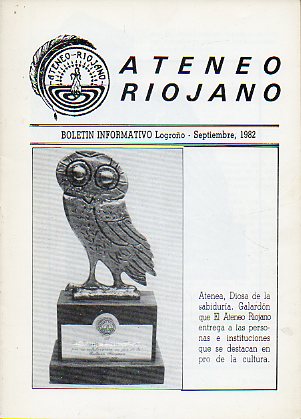 ATENEO-RIOJANO
ATENEO
RIOJANO
BOLETIN INFORMATIVO Logroño - Septiembre, 1982
Atenea, Diosa de la
sabiduría. Galardón
que El Ateneo Riojano
entrega a las perso-
nas e instituciones
que se destacan en
pro de la cultura.